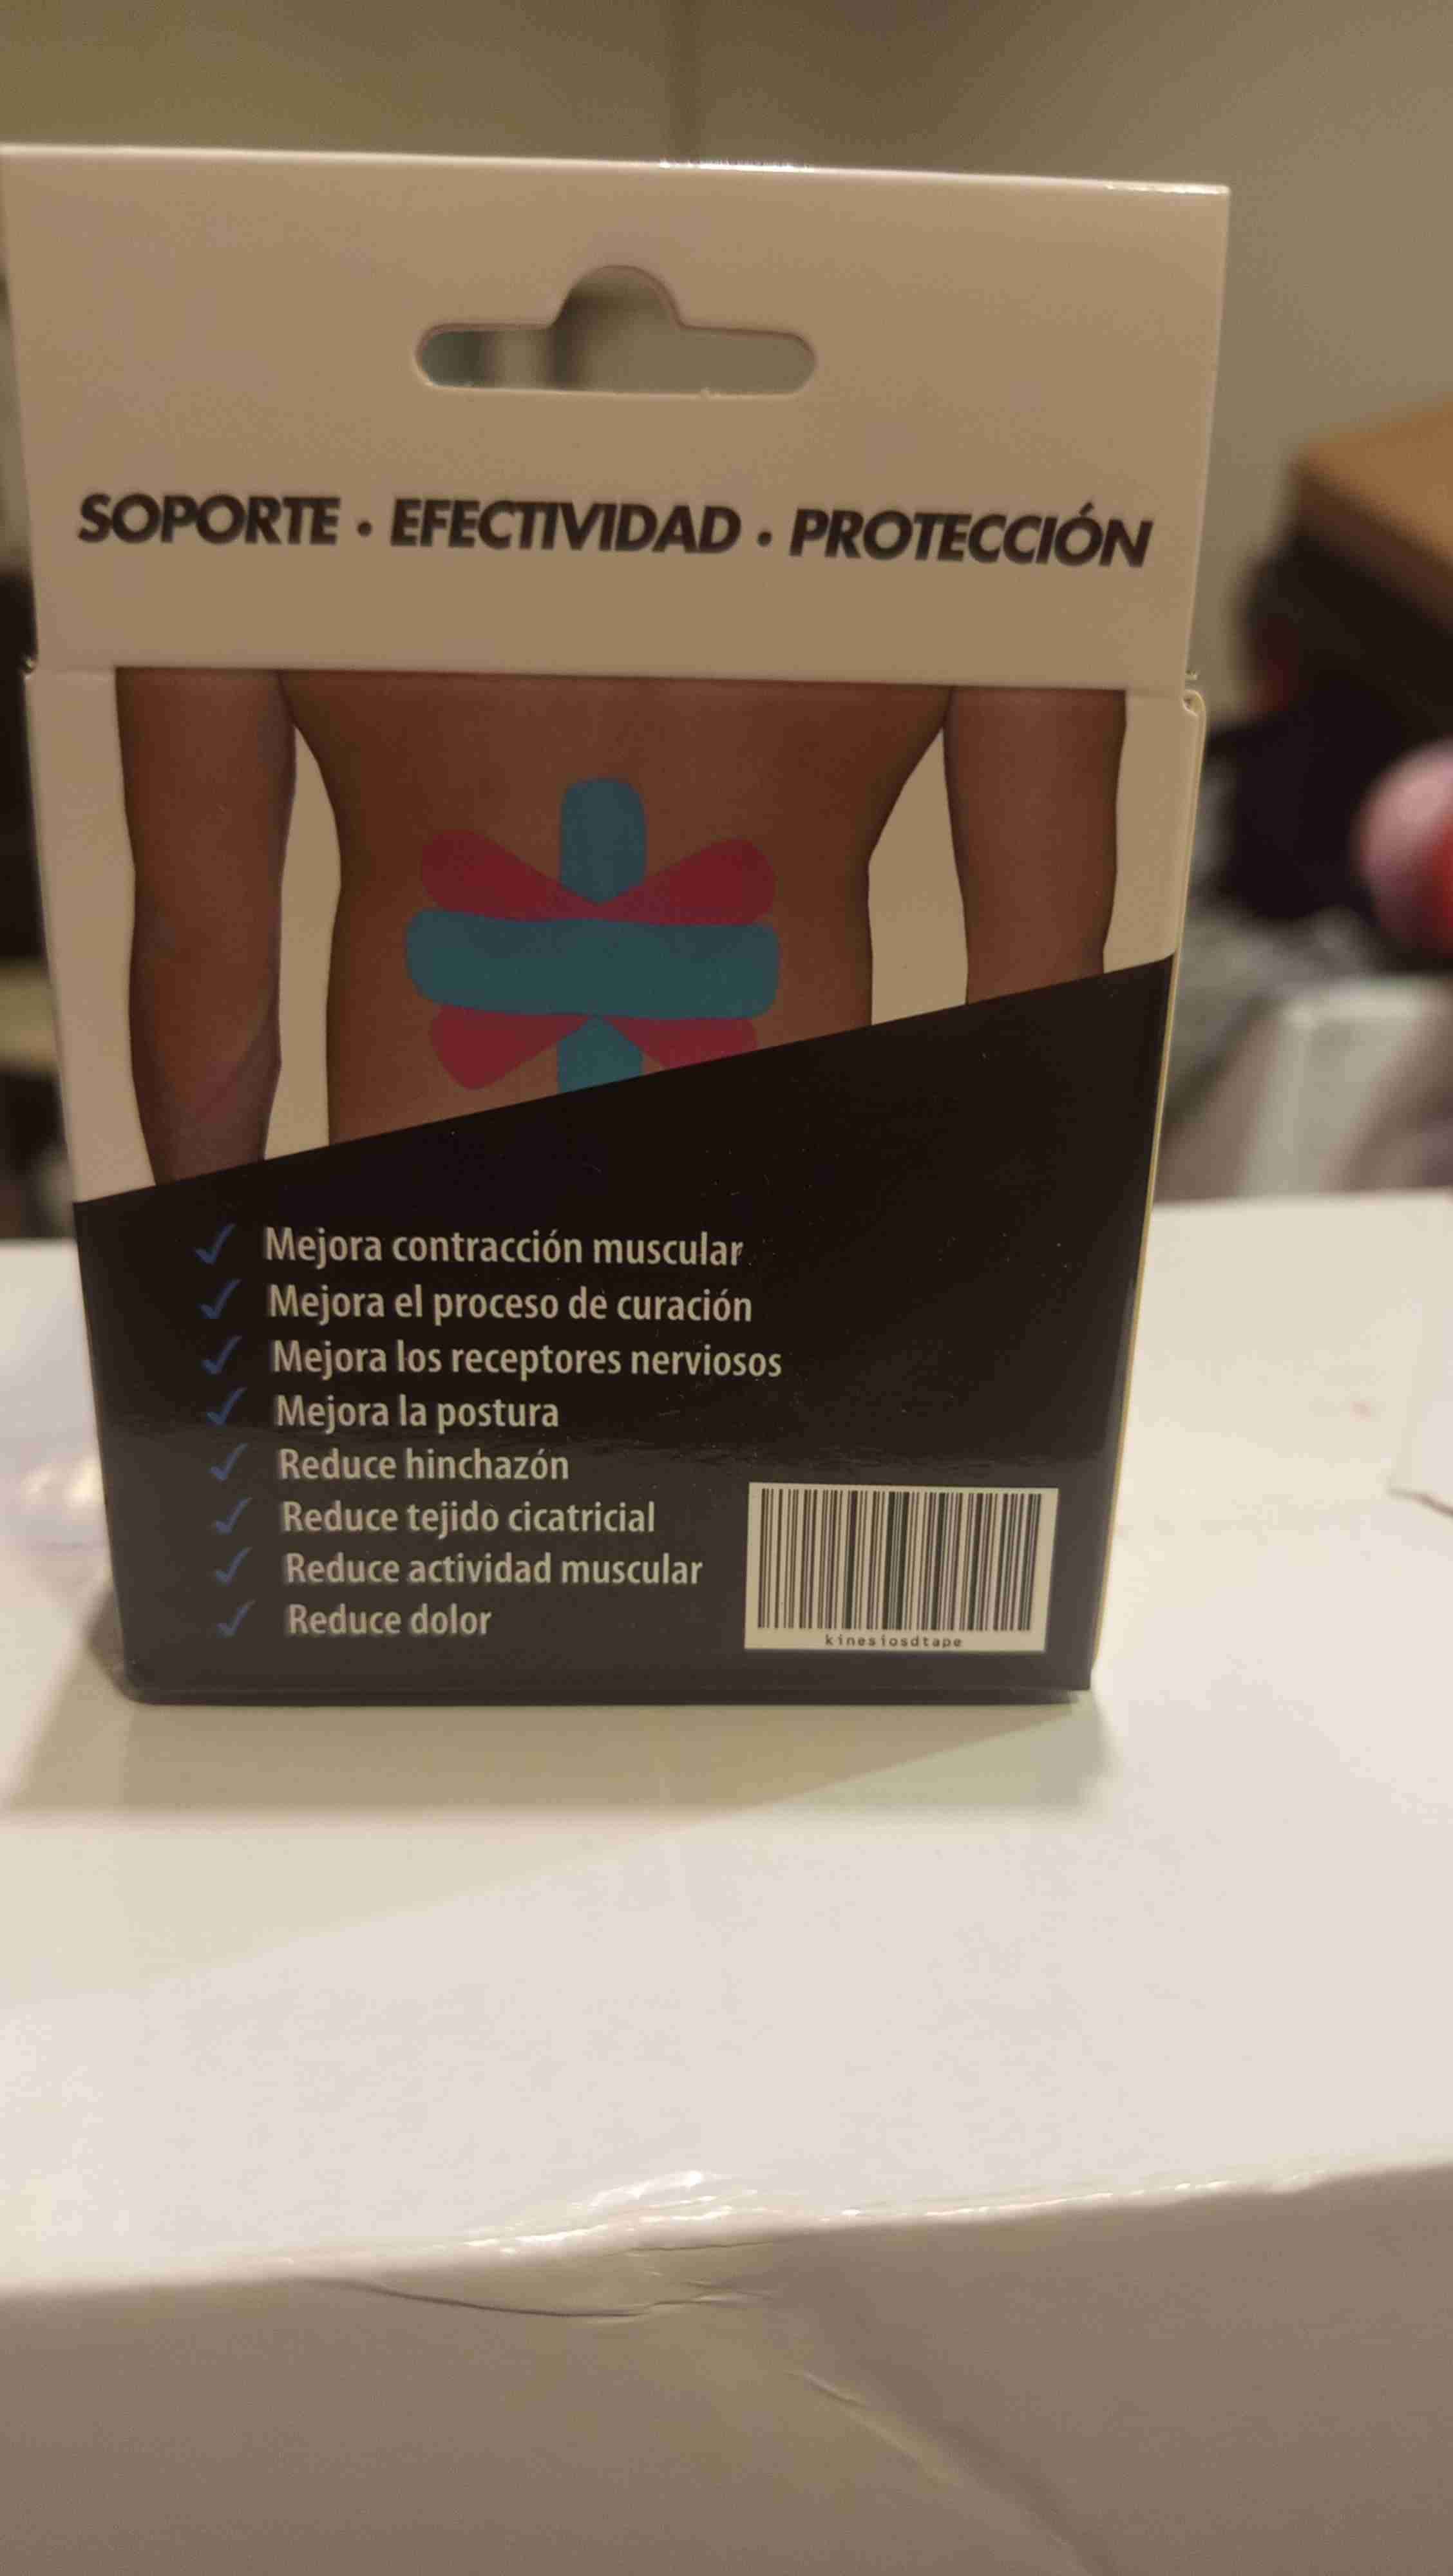 SOPORTE • EFECTIVIDAD • PROTECCIÓN
Mejora contracción muscular
Mejora el proceso de curación
Mejora los receptores nerviosos
Mejora la postura
Reduce hinchazón
Reduce tejido cicatricial
Reduce actividad muscular
Reduce dolor
kinesiosdtape